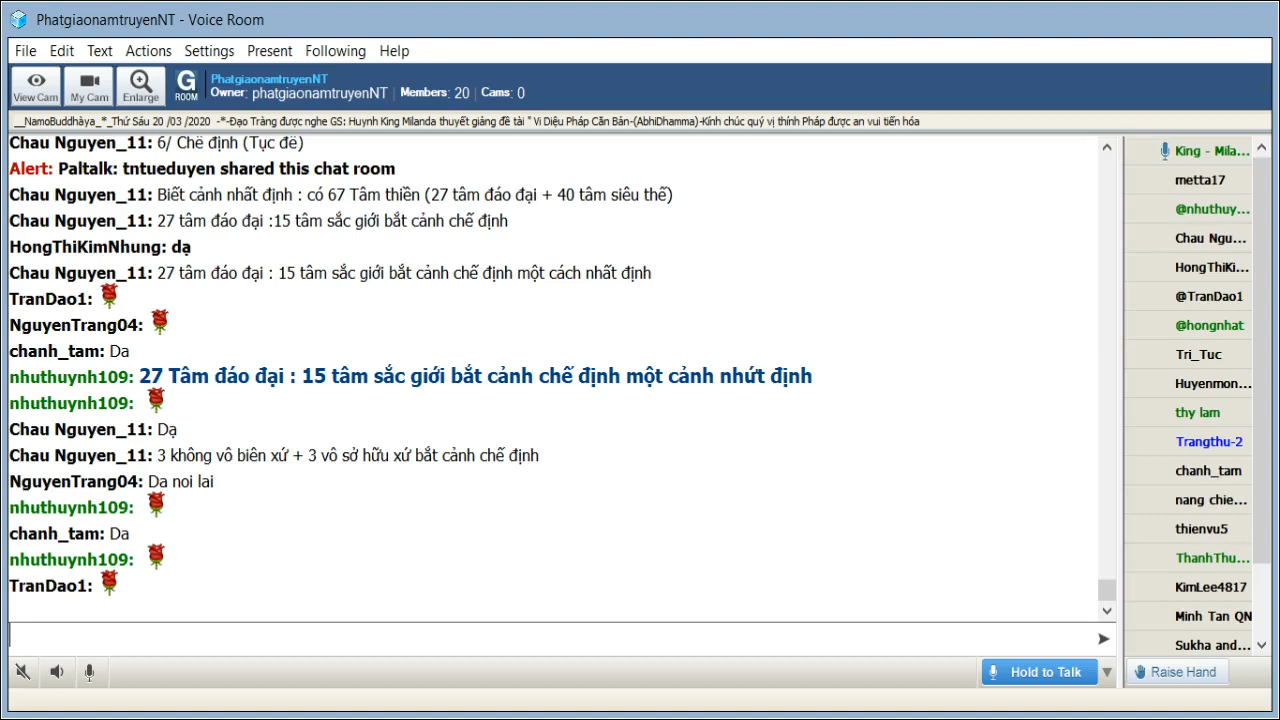 PhatgiaonamtruyenNT - Voice Room
File Edit Text Actions Settings Present Following Help
View Cam My Cam Enlarge G ROOM PhatgiaonamtruyenNT
Owner: phatgiaonamtruyenNT Members: 20 Cams: 0
__NamoBuddhàya_*_Thứ Sáu 20 /03 /2020 -*-Đạo Tràng được nghe GS: Huynh King Milanda thuyết giảng đề tài " Vi Diệu Pháp Căn Bản-(AbhiDhamma)-Kính chúc quý vị thính Pháp được an vui tiến hóa
Chau Nguyen_11: 6/ Chế định (Tục đế)
Alert: Paltalk: tntueduyen shared this chat room
Chau Nguyen_11: Biết cảnh nhất định : có 67 Tâm thiền (27 tâm đáo đại + 40 tâm siêu thế)
Chau Nguyen_11: 27 tâm đáo đại :15 tâm sắc giới bắt cảnh chế định
HongThiKimNhung: dạ
Chau Nguyen_11: 27 tâm đáo đại : 15 tâm sắc giới bắt cảnh chế định một cách nhất định
TranDao1:
NguyenTrang04:
chanh_tam: Da
nhuthuynh109: 27 Tâm đáo đại : 15 tâm sắc giới bắt cảnh chế định một cảnh nhứt định
nhuthuynh109:
Chau Nguyen_11: Dạ
Chau Nguyen_11: 3 không vô biên xứ + 3 vô sở hữu xứ bắt cảnh chế định
NguyenTrang04: Da noi lai
nhuthuynh109:
chanh_tam: Da
nhuthuynh109:
TranDao1:
King - Mila...
metta17
@nhuthuy...
Chau Ngu...
HongThiKi...
@TranDao1
@hongnhat
Tri_Tuc
Huyenmon...
thy lam
Trangthu-2
chanh_tam
nang chie...
thienvu5
ThanhThu...
KimLee4817
Minh Tan QN
Sukha and...
Hold to Talk
Raise Hand